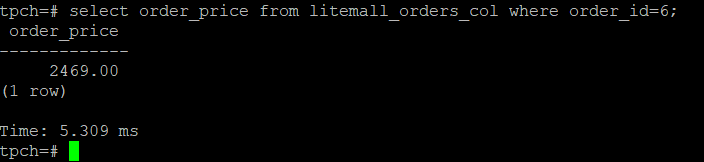 tpch=# select order_price from litemall_orders_col where order_id=6;
 order_price
-------------
     2469.00
(1 row)

Time: 5.309 ms
tpch=#